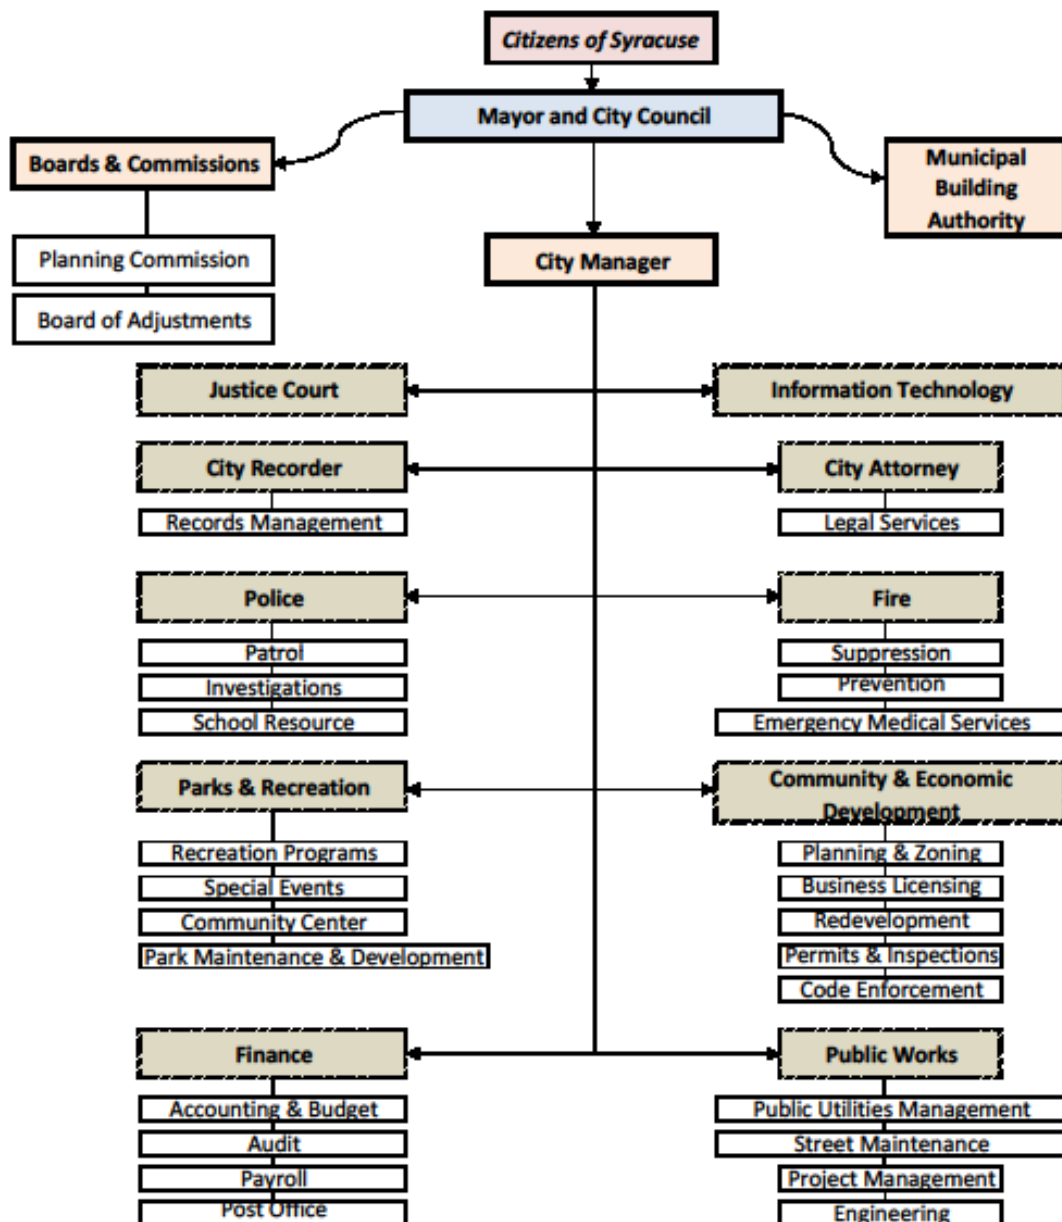 Citizens of Syracuse
Mayor and City Council
Boards & Commissions
Municipal
Building
Authority
Planning Commission
Board of Adjustments
City Manager
Justice Court
Information Technology
City Recorder
City Attorney
Records Management
Legal Services
Police
Fire
Patrol
Suppression
Investigations
Prevention
School Resource
Emergency Medical Services
Parks & Recreation
Community & Economic
Development
Recreation Programs
Planning & Zoning
Special Events
Business Licensing
Community Center
Redevelopment
Park Maintenance & Development
Permits & Inspections
Code Enforcement
Finance
Public Works
Accounting & Budget
Public Utilities Management
Audit
Street Maintenance
Payroll
Project Management
Post Office
Engineering